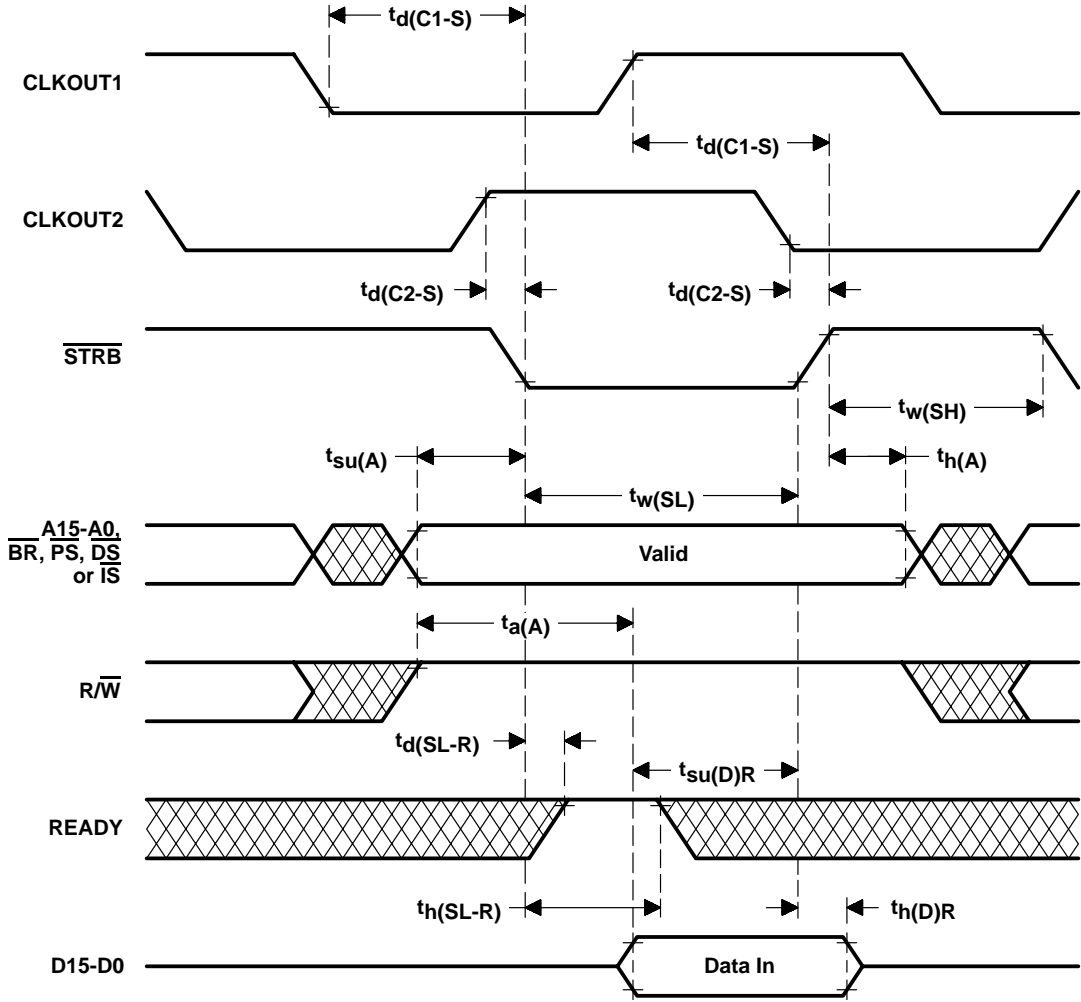 td(C1-S)
CLKOUT1
td(C1-S)
CLKOUT2
td(C2-S)
td(C2-S)
STRB
tw(SH)
tsu(A)
th(A)
tw(SL)
A15-A0,
BR, PS, DS
or IS
Valid
ta(A)
R/W
td(SL-R)
tsu(D)R
READY
th(SL-R)
th(D)R
D15-D0
Data In